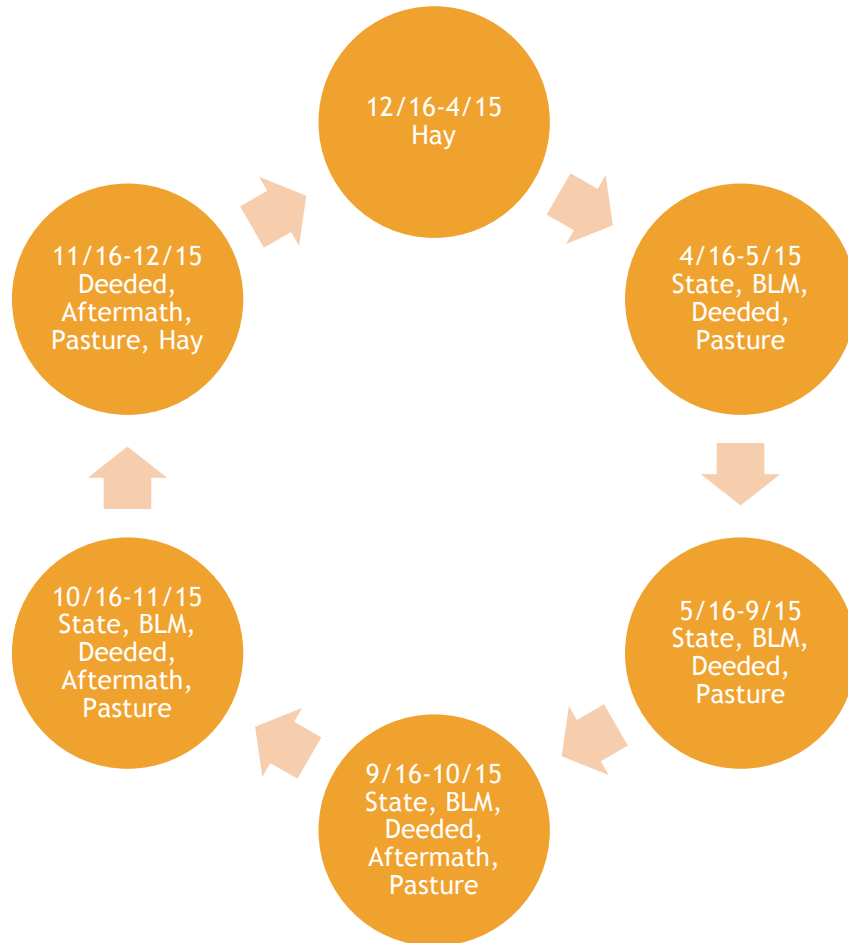 12/16-4/15
Hay
4/16-5/15
State, BLM,
Deeded,
Pasture
5/16-9/15
State, BLM,
Deeded,
Pasture
9/16-10/15
State, BLM,
Deeded,
Aftermath,
Pasture
10/16-11/15
State, BLM,
Deeded,
Aftermath,
Pasture
11/16-12/15
Deeded,
Aftermath,
Pasture, Hay